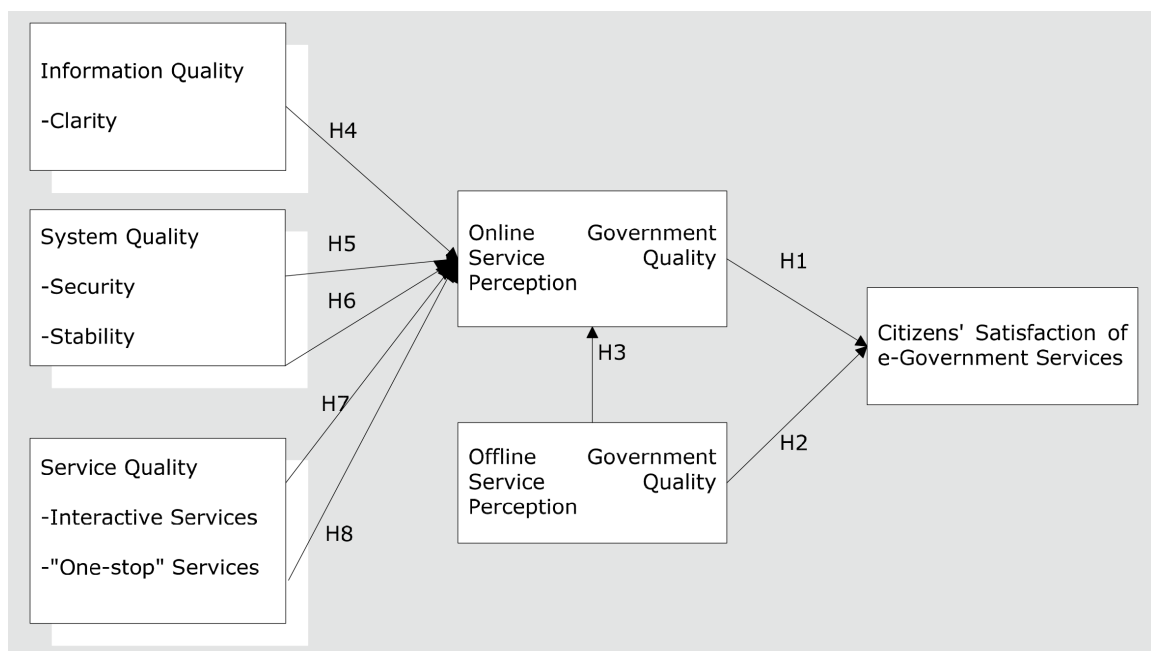 Information Quality
-Clarity
H4
System Quality
-Security
-Stability
H5
H6
H7
Service Quality
-Interactive Services
-"One-stop" Services
H8
Online Government
Service Quality
Perception
H3
Offline Government
Service Quality
Perception
H1
H2
Citizens' Satisfaction of
e-Government Services